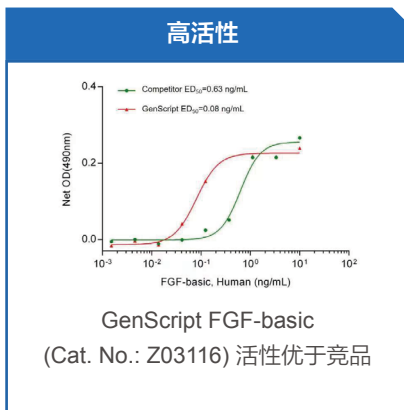 高活性
Competitor ED₅₀=0.63 ng/mL
GenScript ED₅₀=0.08 ng/mL
Net OD(490nm)
0.4
0.2
0.0
10⁻³ 10⁻² 10⁻¹ 10⁰ 10¹ 10²
FGF-basic, Human (ng/mL)
GenScript FGF-basic
(Cat. No.: Z03116) 活性优于竞品